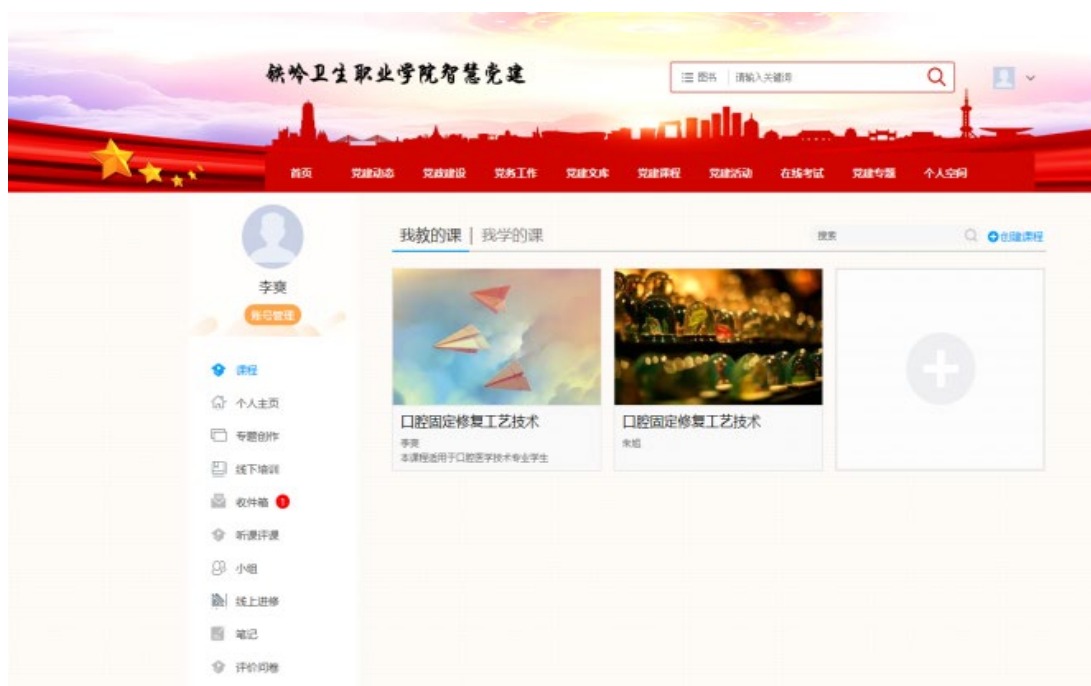 铁岭卫生职业学院智慧党建
图书 请输入关键词
首页 党建动态 党政建设 党务工作 党建文库 党建课程 党建活动 在线考试 党建专题 个人空间
我教的课 | 我学的课
搜索
创建课程
李爽
账号管理
课程
个人主页
专题创作
线下培训
收件箱 1
听课评课
小组
线上进修
笔记
评价问卷
口腔固定修复工艺技术
李爽
本课程适用于口腔医学技术专业学生
口腔固定修复工艺技术
朱旭